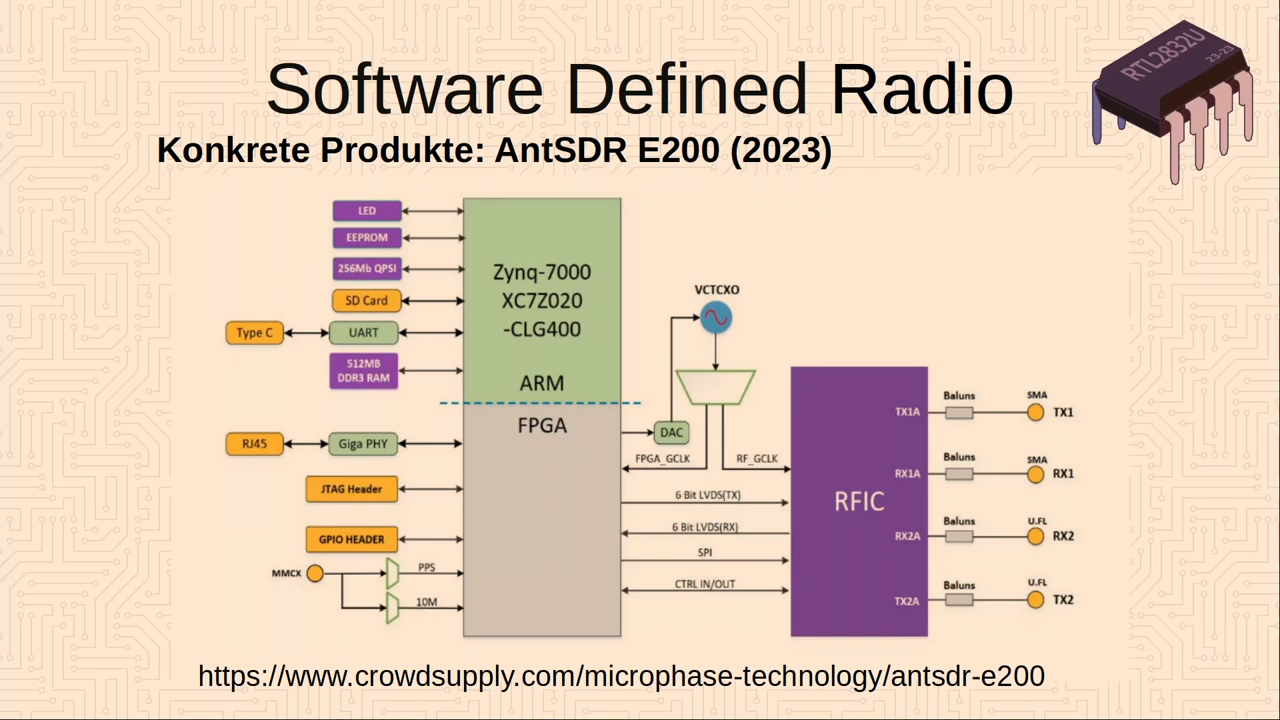 Software Defined Radio
RTL2832U
23-23
Konkrete Produkte: AntSDR E200 (2023)
LED
EEPROM
256Mb QPSI
SD Card
Type C
UART
512MB
DDR3 RAM
RJ45
Giga PHY
JTAG Header
GPIO HEADER
MMCX
PPS
10M
Zynq-7000
XC7Z020
-CLG400
ARM
FPGA
VCTCXO
DAC
FPGA_GCLK
RF_GCLK
6 Bit LVDS(TX)
6 Bit LVDS(RX)
SPI
CTRL IN/OUT
RFIC
TX1A
Baluns
SMA
TX1
RX1A
Baluns
SMA
RX1
RX2A
Baluns
U.FL
RX2
TX2A
Baluns
U.FL
TX2
https://www.crowdsupply.com/microphase-technology/antsdr-e200